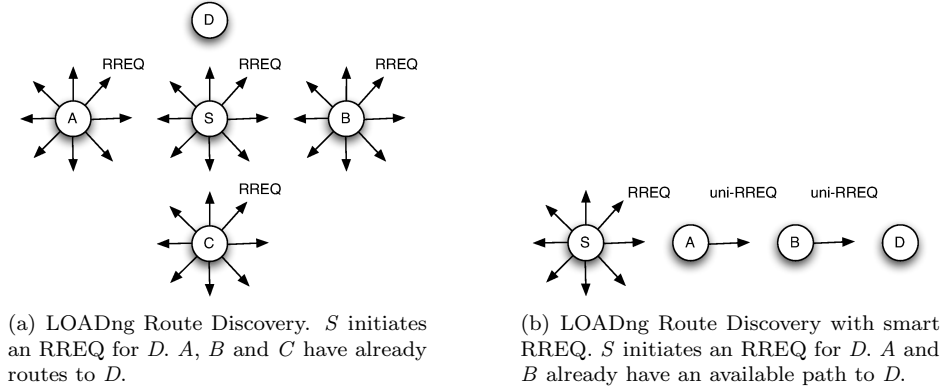 D
RREQ
RREQ
RREQ
A
S
B
RREQ
C
RREQ
uni-RREQ
uni-RREQ
S
A
B
D
(a) LOADng Route Discovery. S initiates
an RREQ for D. A, B and C have already
routes to D.
(b) LOADng Route Discovery with smart
RREQ. S initiates an RREQ for D. A and
B already have an available path to D.